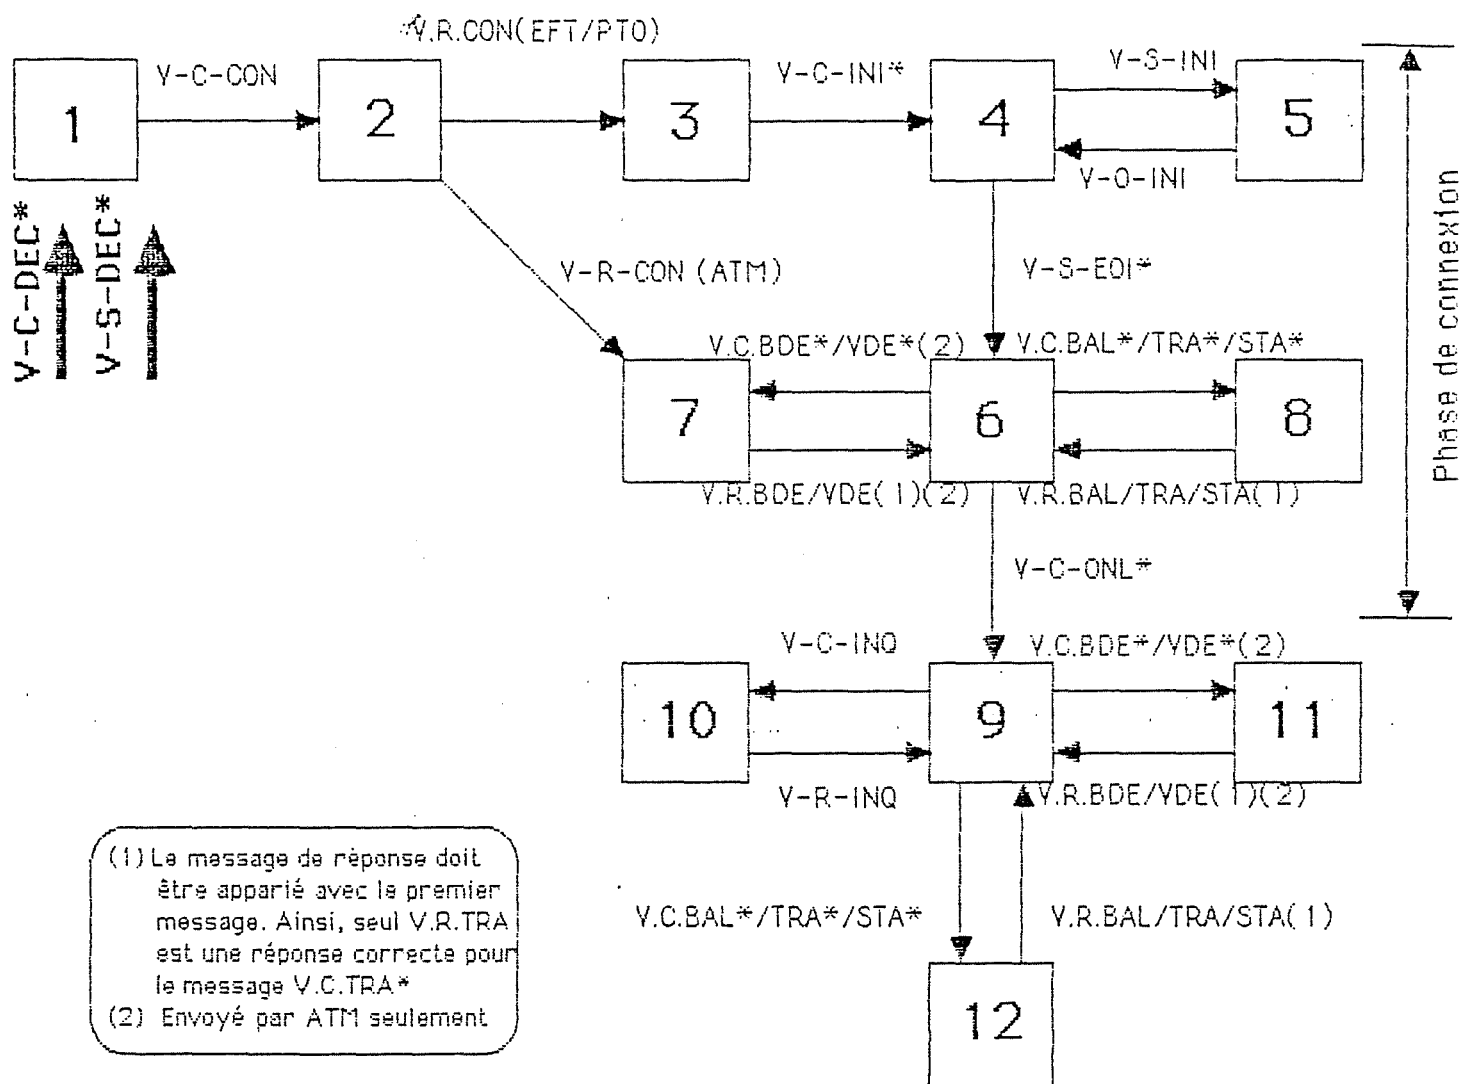 V.R.CON(EFT/PTO)
V-C-CON
V-C-INI*
V-S-INI
1
2
3
4
5
V-O-INI
V-C-DEC*
V-S-DEC*
V-R-CON (ATM)
V-S-EOI*
Phase de connexion
V.C.BDE*/VDE*(2)
V.C.BAL*/TRA*/STA*
7
6
8
V.R.BDE/VDE(1)(2)
V.R.BAL/TRA/STA(1)
V-C-ONL*
V-C-INQ
V.C.BDE*/VDE*(2)
10
9
11
V-R-INQ
V.R.BDE/VDE(1)(2)
(1) Le message de réponse doit
être apparié avec le premier
message. Ainsi, seul V.R.TRA
est une réponse correcte pour
le message V.C.TRA*
(2) Envoyé par ATM seulement
V.C.BAL*/TRA*/STA*
V.R.BAL/TRA/STA(1)
12